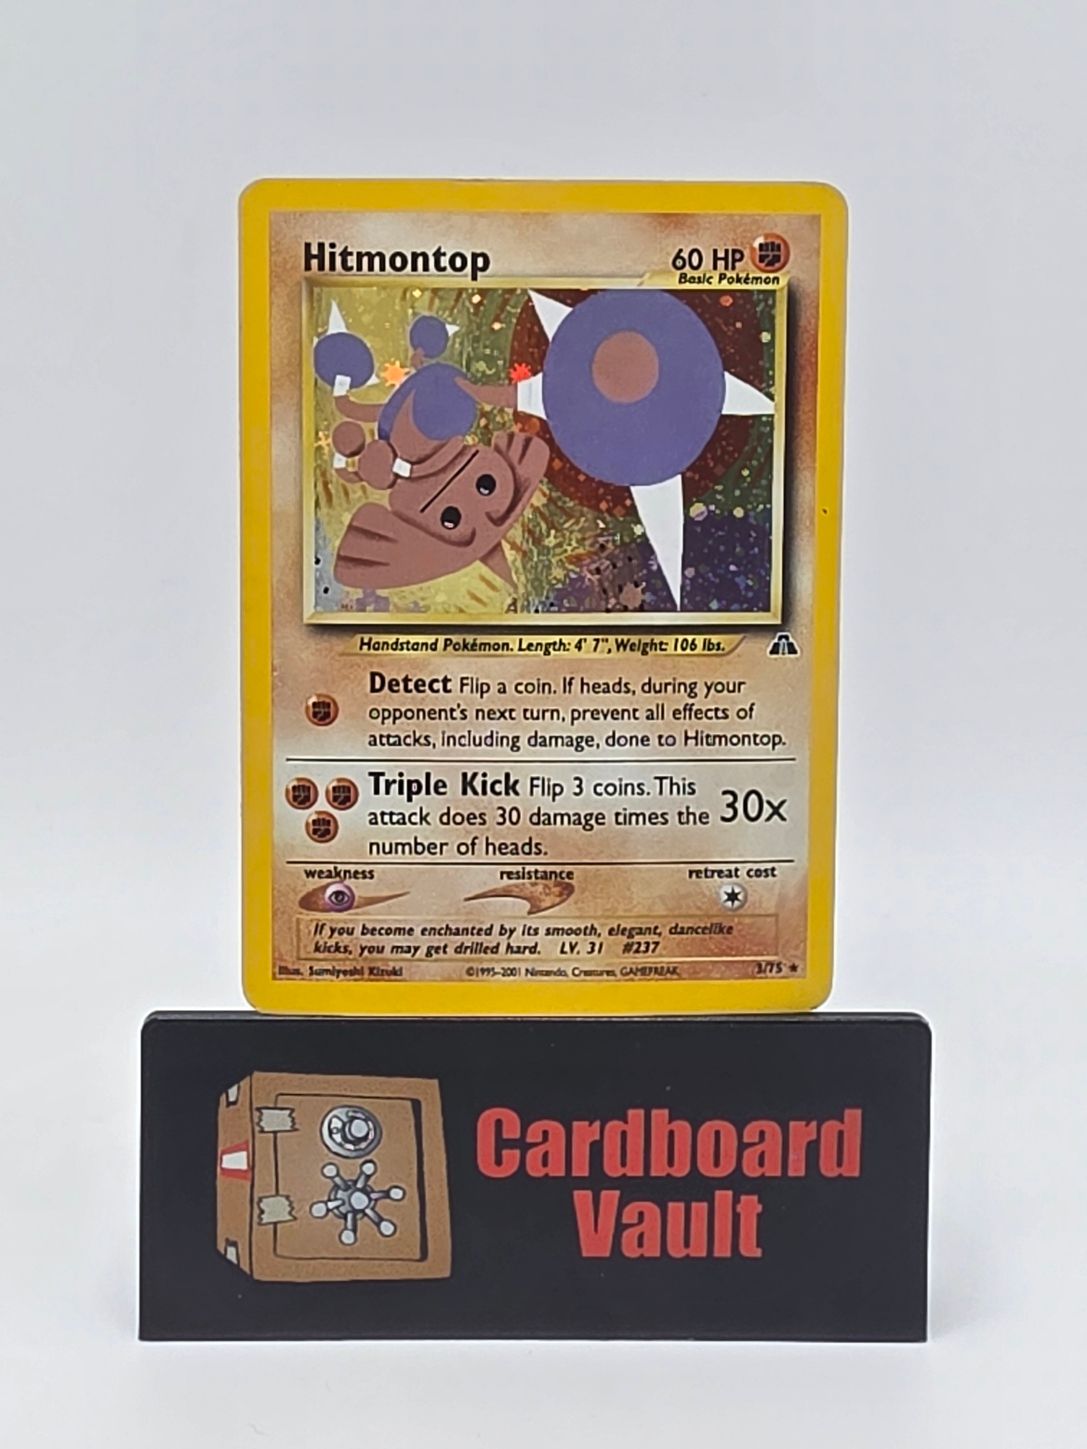 Hitmontop
60 HP
Basic Pokémon
Handstand Pokémon. Length: 4' 7", Weight: 106 lbs.
Detect Flip a coin. If heads, during your
opponent's next turn, prevent all effects of
attacks, including damage, done to Hitmontop.
Triple Kick Flip 3 coins. This
attack does 30 damage times the
number of heads.
30x
weakness resistance retreat cost
If you become enchanted by its smooth, elegant, dancelike
kicks, you may get drilled hard. LV. 31 #237
Illus. Sumiyoshi Kizuki ©1995–2001 Nintendo, Creatures, GAMEFREAK. 3/75 ★
Cardboard
Vault